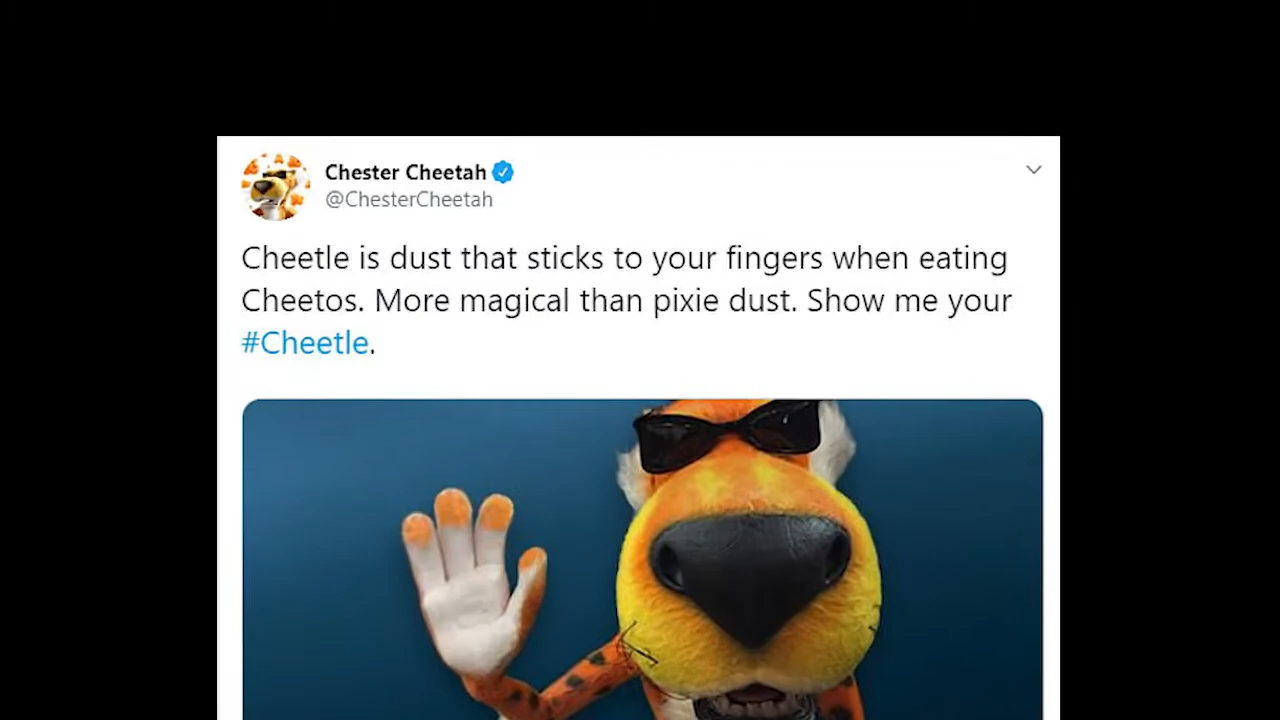 Chester Cheetah
@ChesterCheetah
Cheetle is dust that sticks to your fingers when eating
Cheetos. More magical than pixie dust. Show me your
#Cheetle.